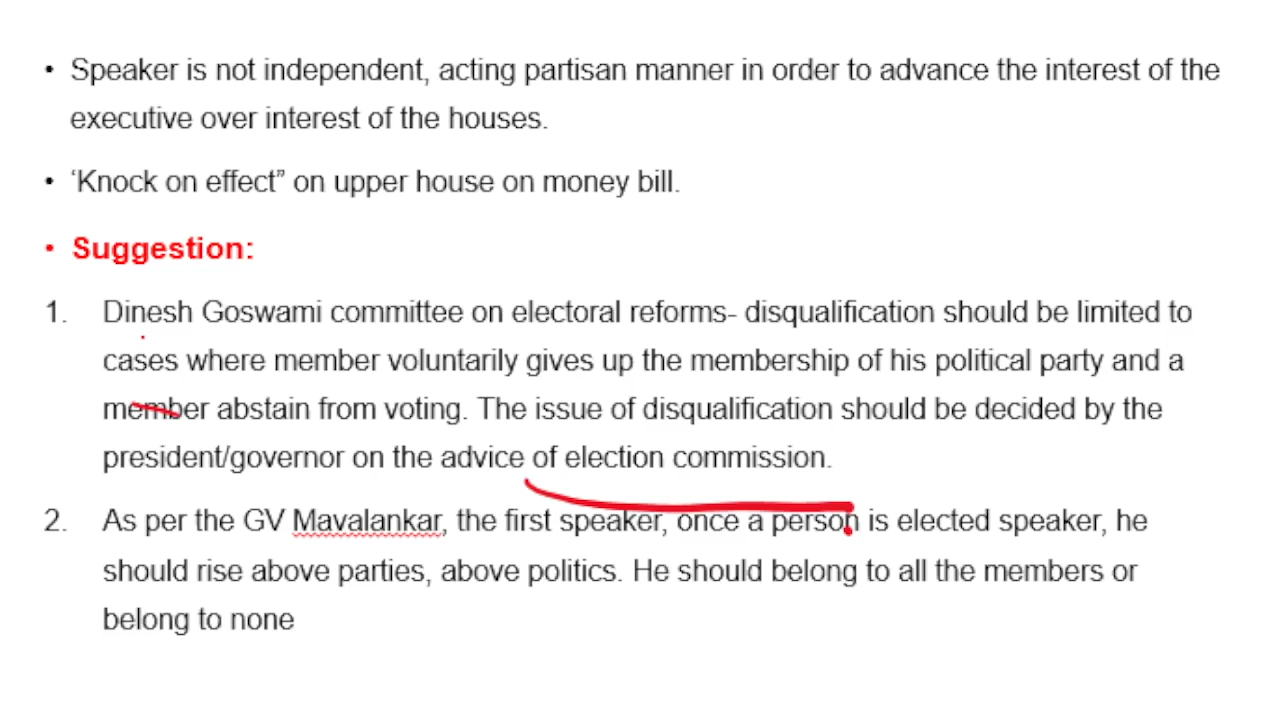 • Speaker is not independent, acting partisan manner in order to advance the interest of the
executive over interest of the houses.
• ‘Knock on effect” on upper house on money bill.
• Suggestion:
1. Dinesh Goswami committee on electoral reforms- disqualification should be limited to
cases where member voluntarily gives up the membership of his political party and a
member abstain from voting. The issue of disqualification should be decided by the
president/governor on the advice of election commission.
2. As per the GV Mavalankar, the first speaker, once a person is elected speaker, he
should rise above parties, above politics. He should belong to all the members or
belong to none